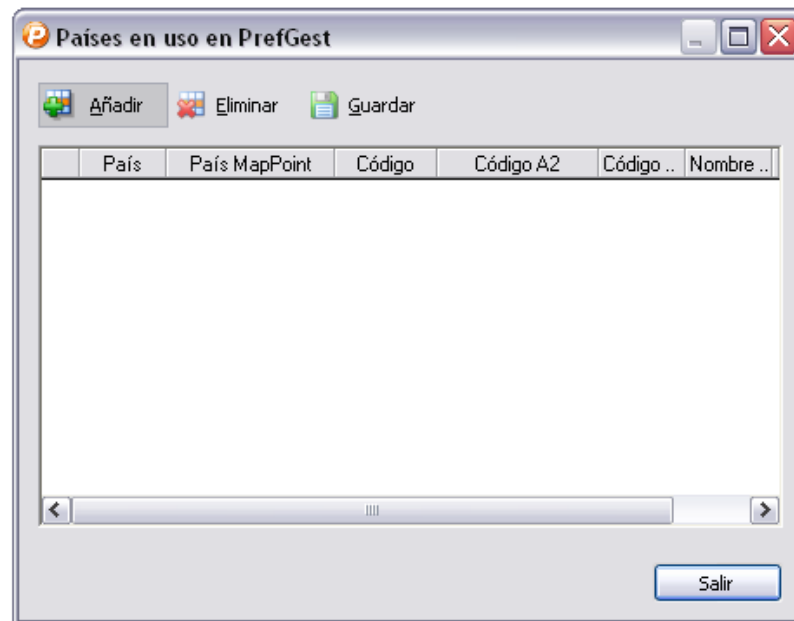 Países en uso en PrefGest
Añadir Eliminar Guardar
País País MapPoint Código Código A2 Código .. Nombre ..
Salir